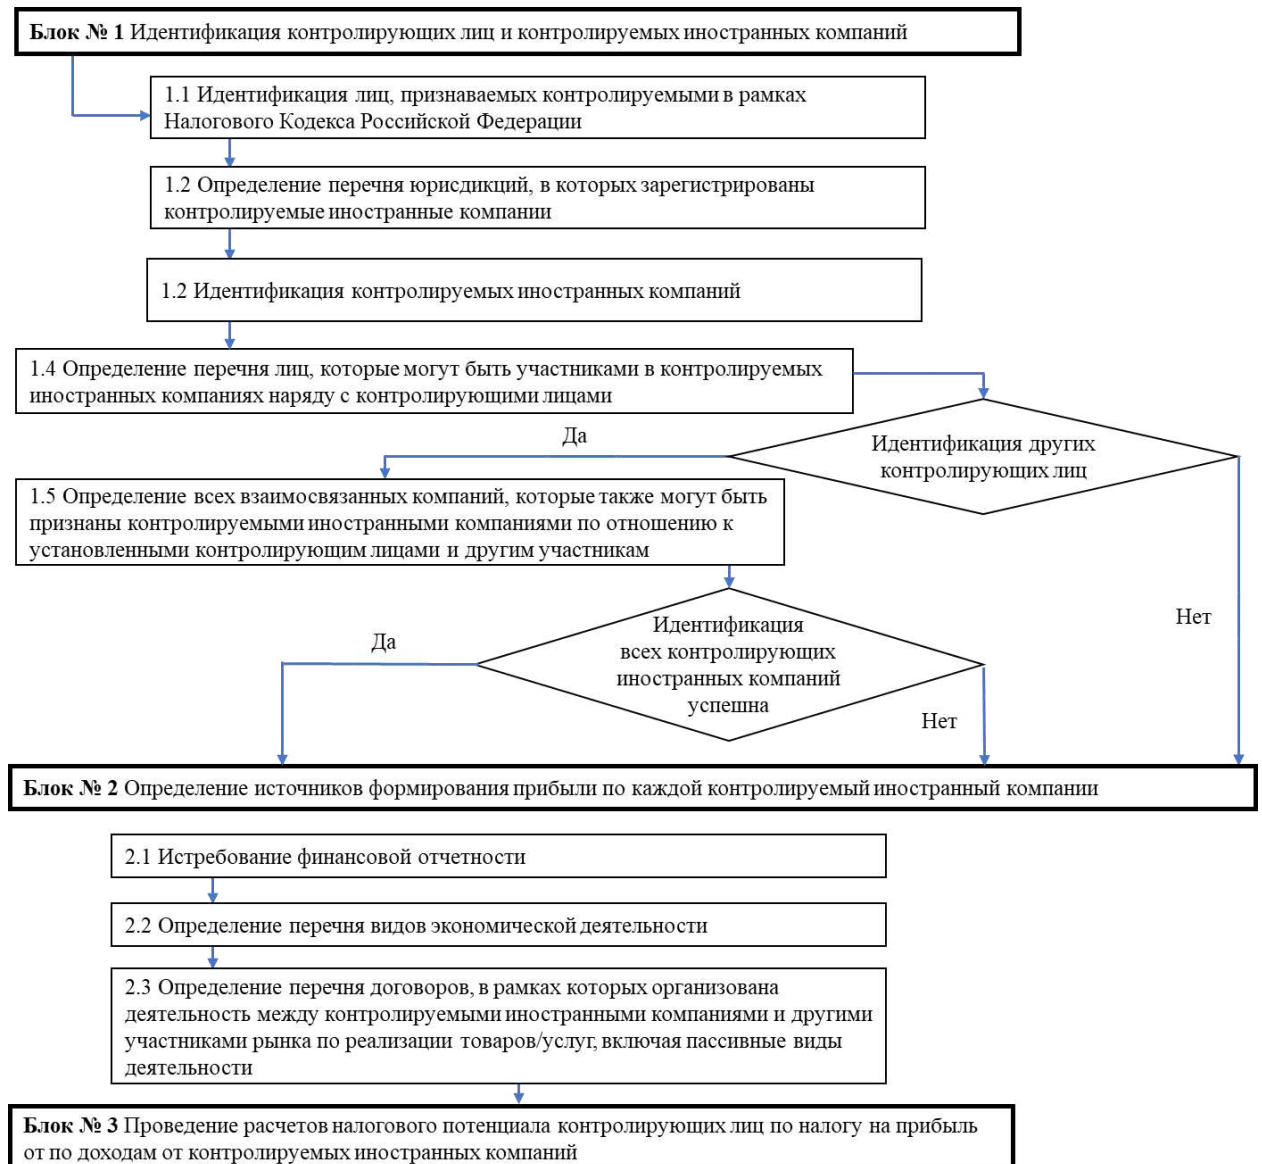 Блок № 1 Идентификация контролирующих лиц и контролируемых иностранных компаний
1.1 Идентификация лиц, признаваемых контролируемыми в рамках
Налогового Кодекса Российской Федерации
1.2 Определение перечня юрисдикций, в которых зарегистрированы
контролируемые иностранные компании
1.2 Идентификация контролируемых иностранных компаний
1.4 Определение перечня лиц, которые могут быть участниками в контролируемых
иностранных компаниях наряду с контролирующими лицами
Идентификация других
контролирующих лиц
Да
1.5 Определение всех взаимосвязанных компаний, которые также могут быть
признаны контролируемыми иностранными компаниями по отношению к
установленными контролирующим лицами и другим участникам
Нет
Идентификация
всех контролирующих
иностранных компаний
успешна
Да
Нет
Блок № 2 Определение источников формирования прибыли по каждой контролируемый иностранный компании
2.1 Истребование финансовой отчетности
2.2 Определение перечня видов экономической деятельности
2.3 Определение перечня договоров, в рамках которых организована
деятельность между контролируемыми иностранными компаниями и другими
участниками рынка по реализации товаров/услуг, включая пассивные виды
деятельности
Блок № 3 Проведение расчетов налогового потенциала контролирующих лиц по налогу на прибыль
от по доходам от контролируемых иностранных компаний